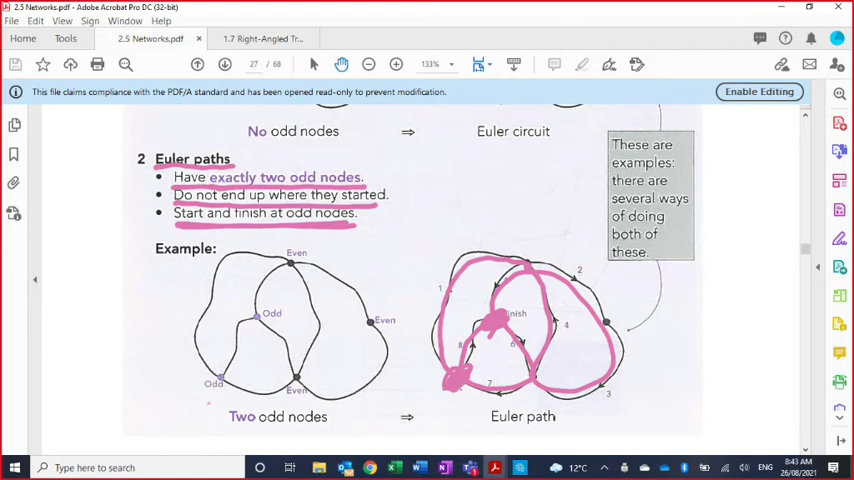 2.5 Networks.pdf - Adobe Acrobat Pro DC (32-bit)
File Edit View Sign Window Help
Home Tools 2.5 Networks.pdf × 1.7 Right-Angled Tr...
27 / 68 133%
This file claims compliance with the PDF/A standard and has been opened read-only to prevent modification. Enable Editing
No odd nodes ⇒ Euler circuit
2 Euler paths
• Have exactly two odd nodes.
• Do not end up where they started.
• Start and finish at odd nodes.
These are
examples:
there are
several ways
of doing
both of
these.
Example:
Even
Odd
Even
Odd
Even
1
2
3
4
6
7
8
Two odd nodes ⇒ Euler path
Type here to search
12°C ENG 8:43 AM
26/08/2021